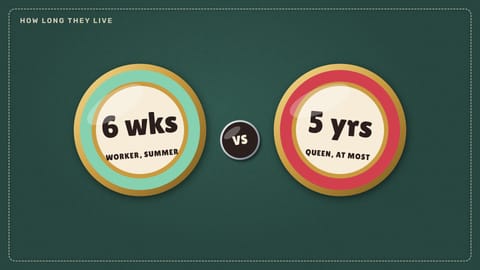 HOW LONG THEY LIVE
6 wks
WORKER, SUMMER
VS
5 yrs
QUEEN, AT MOST